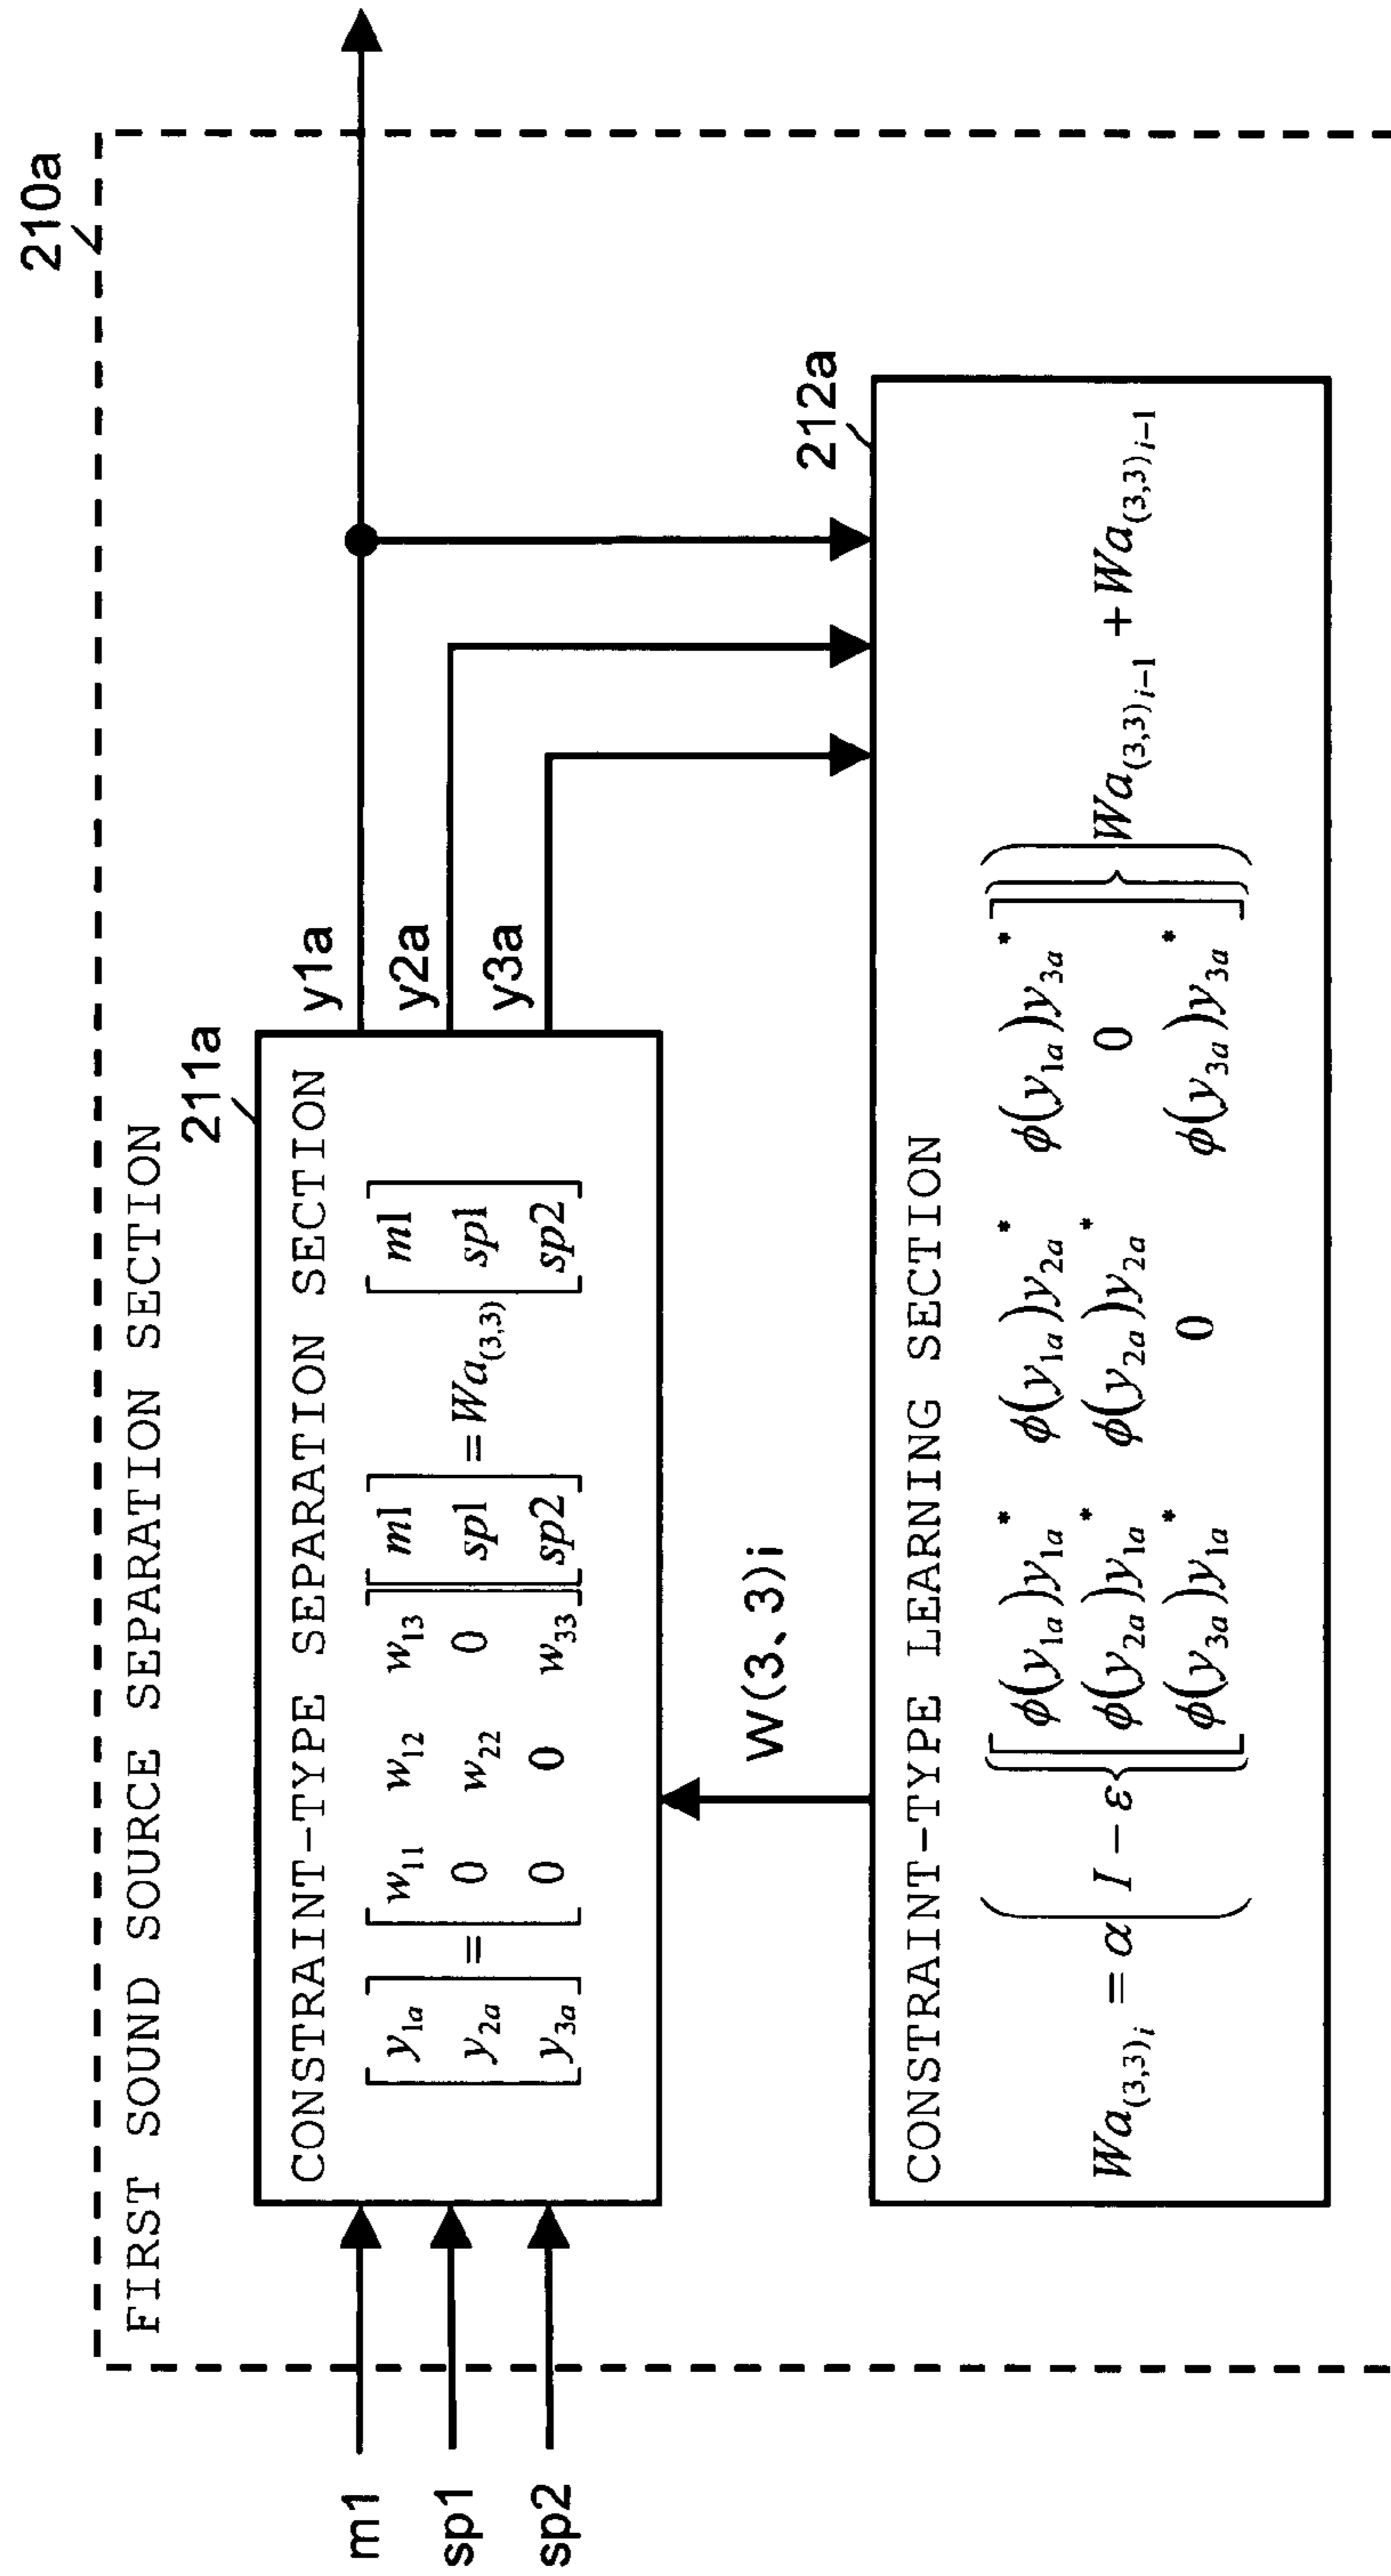 210a
FIRST SOUND SOURCE SEPARATION SECTION
211a
CONSTRAINT-TYPE SEPARATION SECTION
[y1a y2a y3a] = [w11 w12 w13; 0 w22 0; 0 0 w33] [m1 sp1 sp2] = Wa(3,3) [m1 sp1 sp2]
m1
sp1
sp2
y1a
y2a
y3a
W(3、3)i
212a
CONSTRAINT-TYPE LEARNING SECTION
ϕ(y1a)y1a* ϕ(y1a)y2a* ϕ(y1a)y3a*
Wa(3,3)i = α(I − ε{[ϕ(y2a)y1a* ϕ(y2a)y2a* 0]})Wa(3,3)i−1 + Wa(3,3)i−1
ϕ(y3a)y1a* 0 ϕ(y3a)y3a*